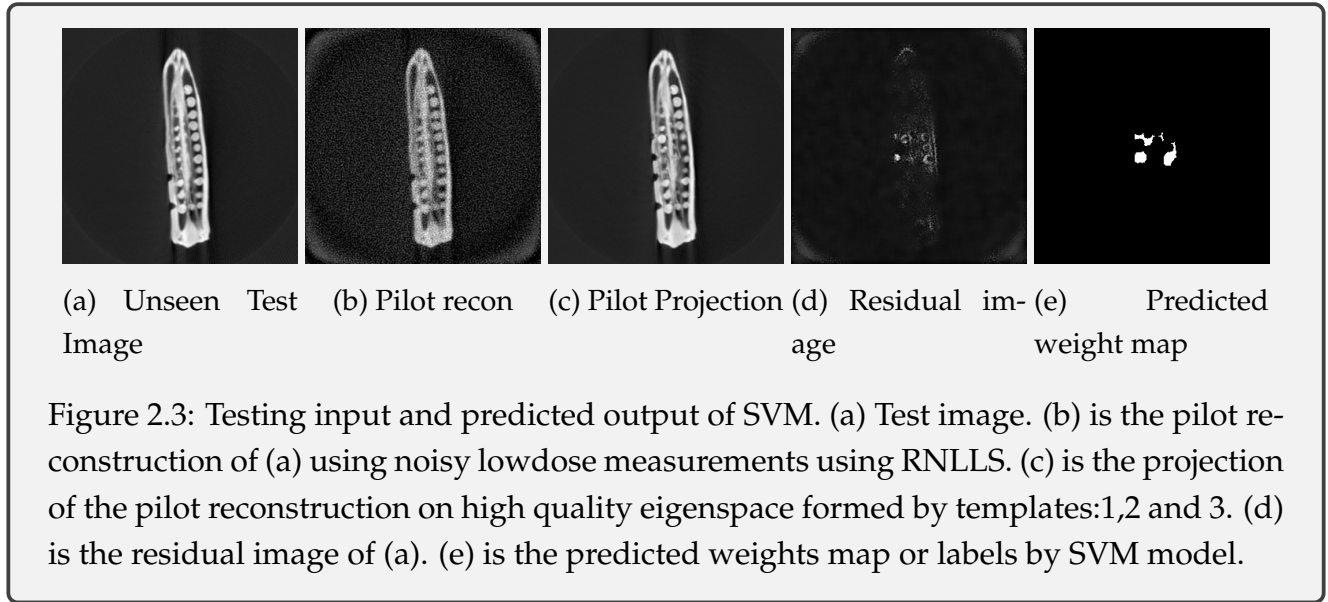 (a) Unseen Test Image
(b) Pilot recon
(c) Pilot Projection
(d) Residual im-
age
(e) Predicted
weight map
Figure 2.3: Testing input and predicted output of SVM. (a) Test image. (b) is the pilot re-
construction of (a) using noisy lowdose measurements using RNLLS. (c) is the projection
of the pilot reconstruction on high quality eigenspace formed by templates:1,2 and 3. (d)
is the residual image of (a). (e) is the predicted weights map or labels by SVM model.